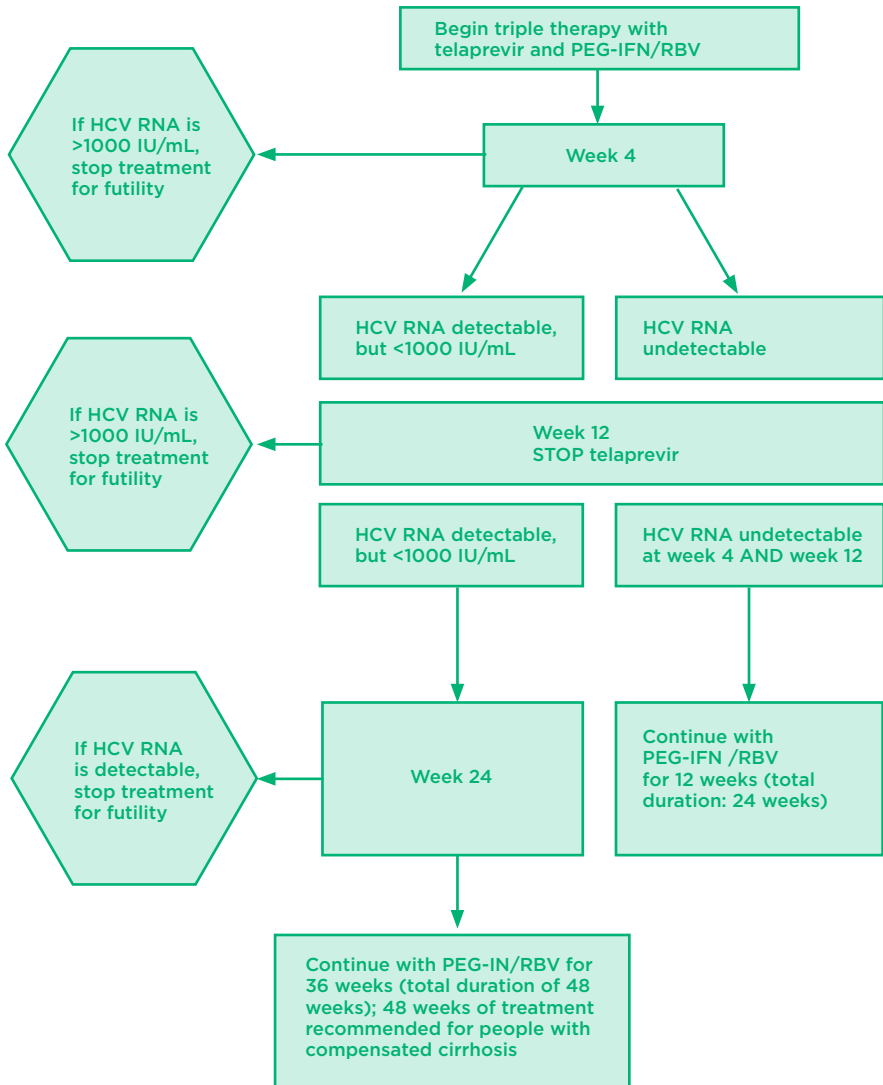 Begin triple therapy with
telaprevir and PEG-IFN/RBV
If HCV RNA is
>1000 IU/mL,
stop treatment
for futility
Week 4
HCV RNA detectable,
but <1000 IU/mL
HCV RNA
undetectable
If HCV RNA is
>1000 IU/mL,
stop treatment
for futility
Week 12
STOP telaprevir
HCV RNA detectable,
but <1000 IU/mL
HCV RNA undetectable
at week 4 AND week 12
If HCV RNA
is detectable,
stop treatment
for futility
Week 24
Continue with
PEG-IFN /RBV
for 12 weeks (total
duration: 24 weeks)
Continue with PEG-IN/RBV for
36 weeks (total duration of 48
weeks); 48 weeks of treatment
recommended for people with
compensated cirrhosis